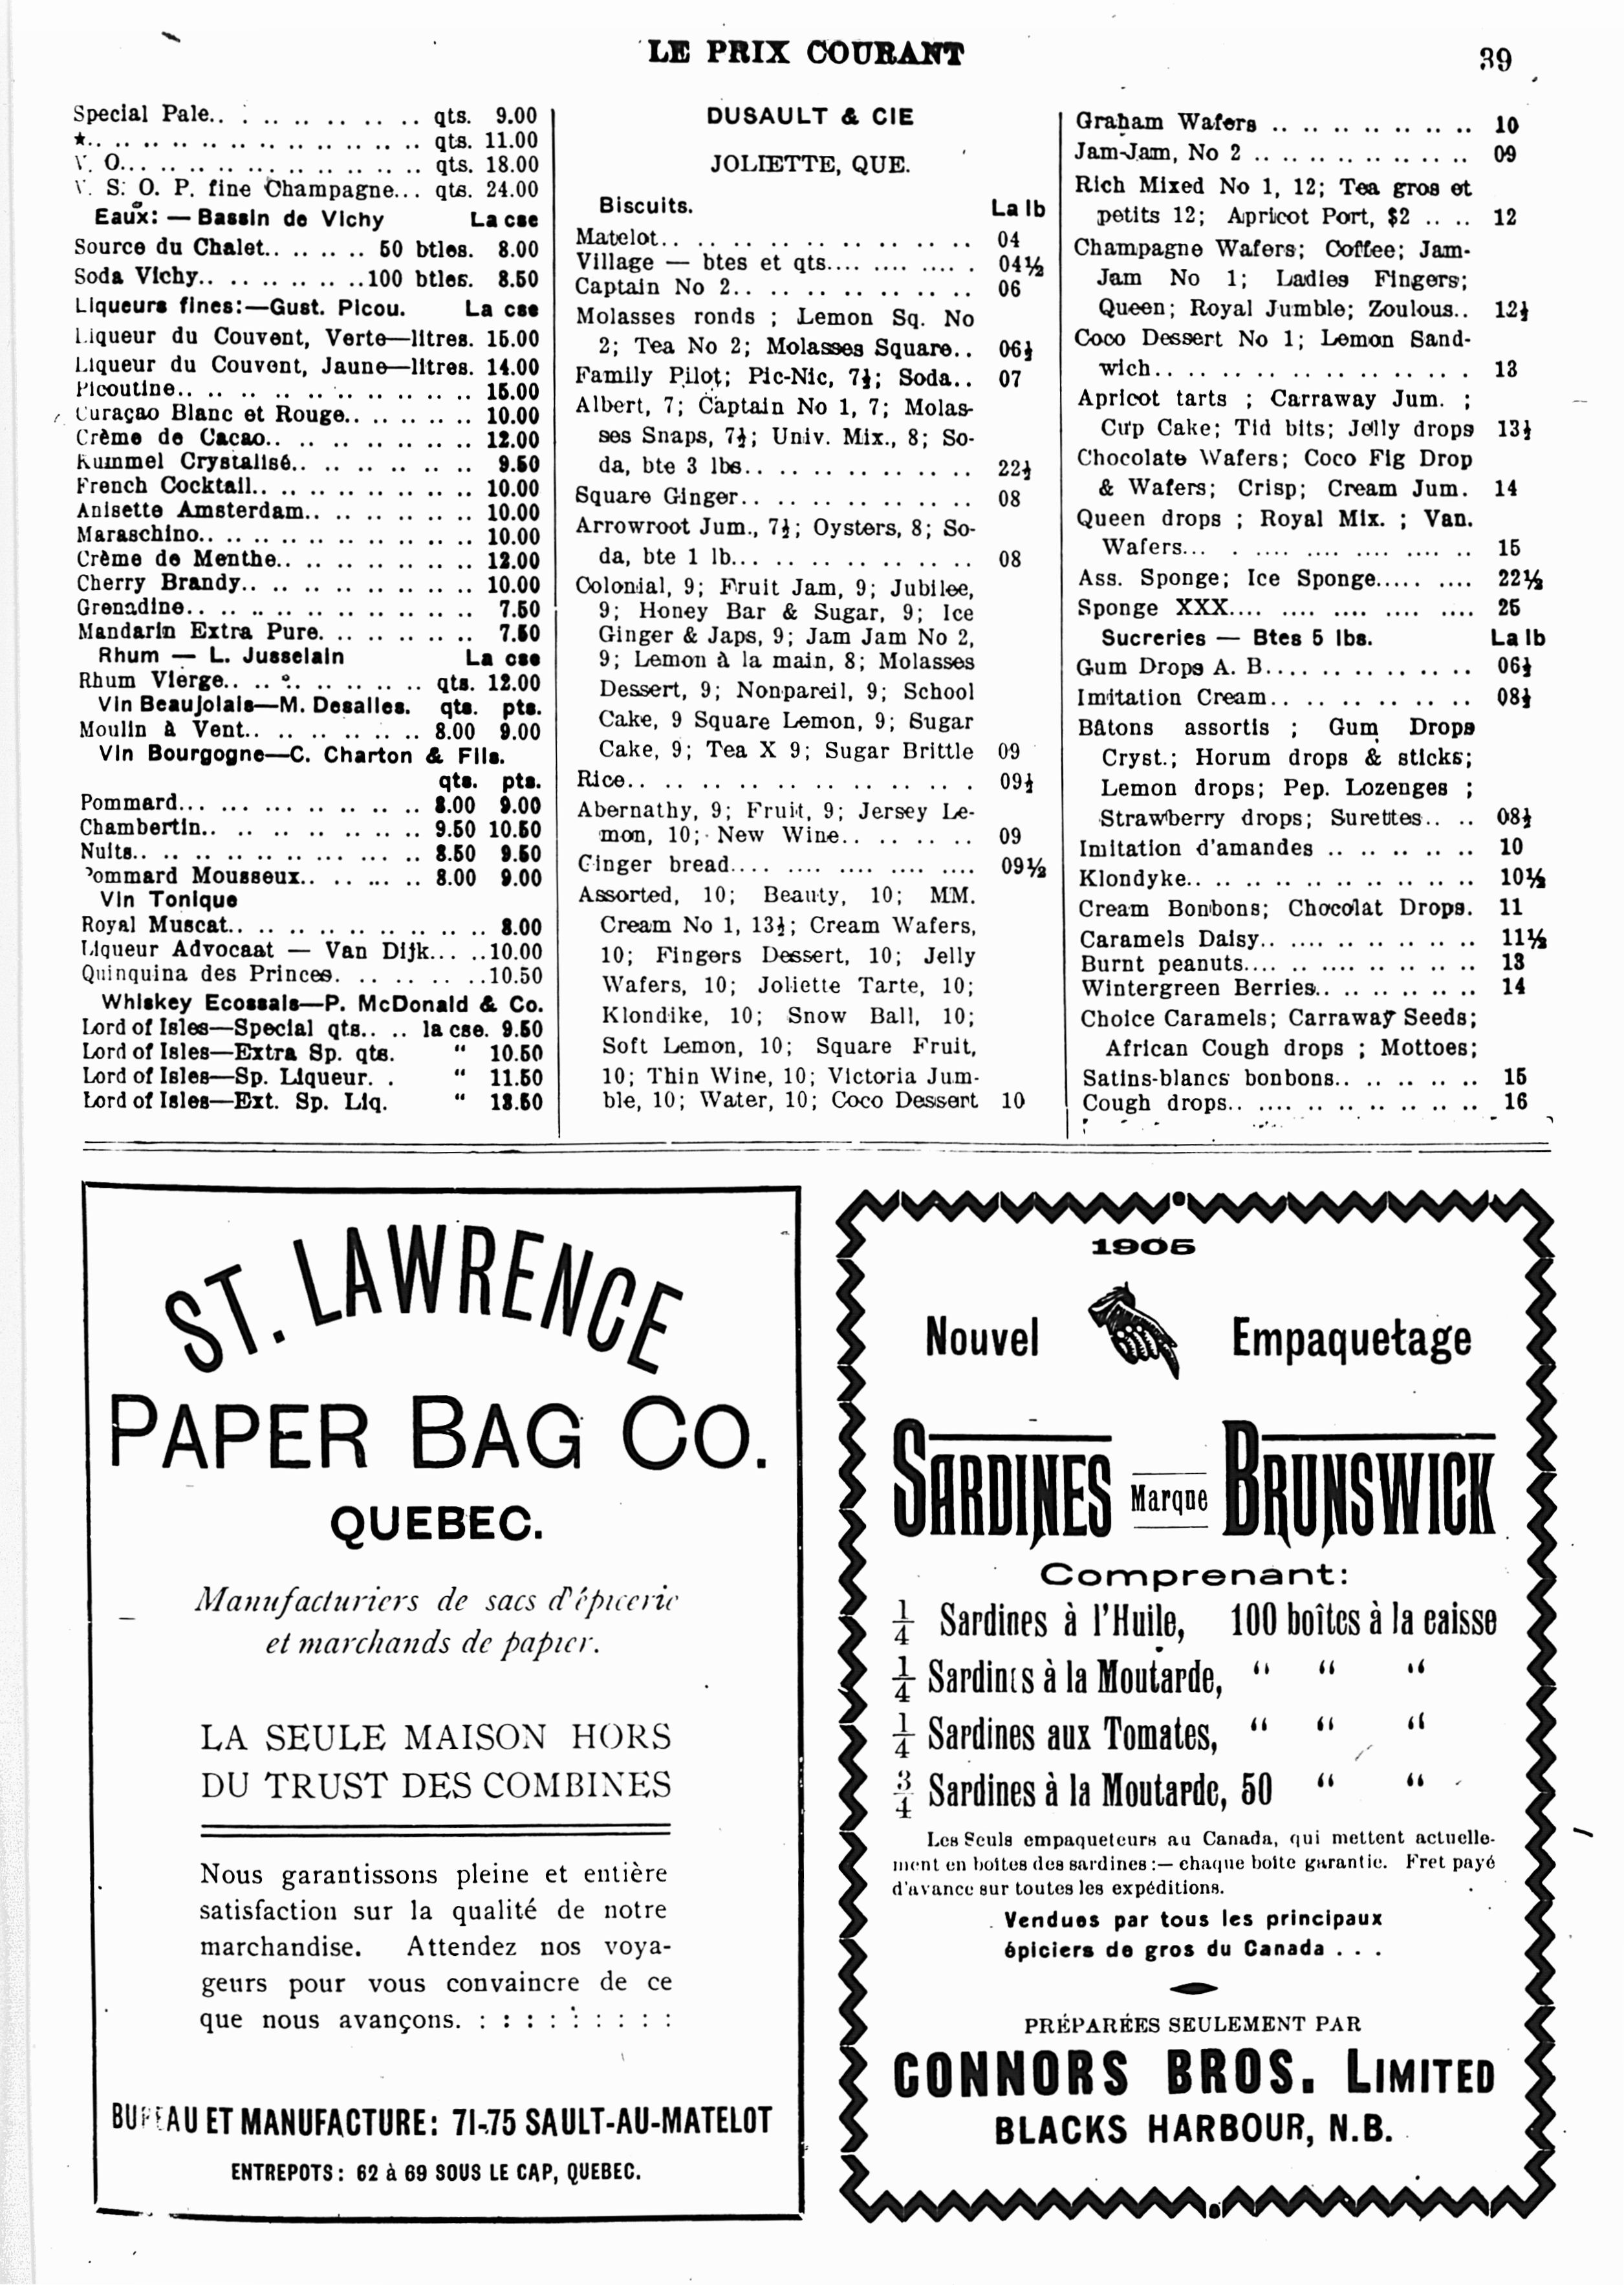 LE PRIX COURANT
39
Special Pale.. : .. .. .. .. .. .. qts. 9.00
★.. .. .. .. .. .. .. .. .. .. .. .. qts. 11.00
V. O... .. .. .. .. .. .. .. .. .. qts. 18.00
V. S. O. P. fine Champagne... qts. 24.00
Eaux: — Bassin de Vichy La cse
Source du Chalet.. .. .. .. 50 btles. 8.00
Soda Vichy.. .. .. .. .. ..100 btles. 8.50
Liqueurs fines:—Gust. Picou. La cse
Liqueur du Couvent, Verte—litres. 15.00
Liqueur du Couvent, Jaune—litres. 14.00
Picoutine.. .. .. .. .. .. .. .. .. .. 15.00
Curaçao Blanc et Rouge.. .. .. .. .. 10.00
Crème de Cacao.. .. .. .. .. .. .. 12.00
Kummel Crystalisé.. .. .. .. .. .. 9.50
French Cocktail.. .. .. .. .. .. .. 10.00
Anisette Amsterdam.. .. .. .. .. .. 10.00
Maraschino.. .. .. .. .. .. .. .. .. 10.00
Crème de Menthe.. .. .. .. .. .. .. 12.00
Cherry Brandy.. .. .. .. .. .. .. .. 10.00
Grenadine.. .. .. .. .. .. .. .. .. 7.50
Mandarin Extra Pure. .. .. .. .. .. 7.50
Rhum — L. Jusselain La cse
Rhum Vierge.. .. .. .. .. .. .. qts. 12.00
Vin Beaujolais—M. Desalles. qts. pts.
Moulin à Vent.. .. .. .. .. .. 8.00 9.00
Vin Bourgogne—C. Charton & Fils.
qts. pts.
Pommard... ... .. .. .. .. .. 8.00 9.00
Chambertin.. .. .. .. .. .. .. 9.50 10.50
Nuits.. .. .. .. .. .. ... .. .. 8.50 9.50
Pommard Mousseux.. .. .. ... .. 8.00 9.00
Vin Tonique
Royal Muscat.. .. .. .. .. .. .. .. .. 8.00
Liqueur Advocaat — Van Dijk... ..10.00
Quinquina des Princes. .. .. .. .. ..10.50
Whiskey Ecossais—P. McDonald & Co.
Lord of Isles—Special qts.. .. la cse. 9.50
Lord of Isles—Extra Sp. qts. “ 10.50
Lord of Isles—Sp. Liqueur. . “ 11.50
Lord of Isles—Ext. Sp. Liq. “ 13.50
DUSAULT & CIE
JOLIETTE, QUE.
Biscuits. La lb
Matelot.. .. .. .. .. .. .. .. .. .. .. 04
Village — btes et qts.... .... .... . 04½
Captain No 2.. .. .. .. .. .. .. .. .. 06
Molasses ronds ; Lemon Sq. No
2; Tea No 2; Molasses Square.. 06½
Family Pilot; Pic-Nic, 7½; Soda.. 07
Albert, 7; Captain No 1, 7; Molas-
ses Snaps, 7½; Univ. Mix., 8; So-
da, bte 3 lbs.. .. .. .. .. .. .. .. 22½
Square Ginger.. .. .. .. .. .. .. .. 08
Arrowroot Jum., 7½; Oysters, 8; So-
da, bte 1 lb... .. .. .. .. .. .. .. 08
Colonial, 9; Fruit Jam, 9; Jubilee,
9; Honey Bar & Sugar, 9; Ice
Ginger & Japs, 9; Jam Jam No 2,
9; Lemon à la main, 8; Molasses
Dessert, 9; Nonpareil, 9; School
Cake, 9 Square Lemon, 9; Sugar
Cake, 9; Tea X 9; Sugar Brittle 09
Rice.. .. .. .. .. .. .. .. .. .. .. .. 09½
Abernathy, 9; Fruit, 9; Jersey Le-
mon, 10; New Wine.. .. .. .. .. 09
Ginger bread.... .... .... .... .... 09½
Assorted, 10; Beauty, 10; MM.
Cream No 1, 13½; Cream Wafers,
10; Fingers Dessert, 10; Jelly
Wafers, 10; Joliette Tarte, 10;
Klondike, 10; Snow Ball, 10;
Soft Lemon, 10; Square Fruit,
10; Thin Wine, 10; Victoria Jum-
ble, 10; Water, 10; Coco Dessert 10
Graham Wafers .. .. .. .. .. .. .. 10
Jam-Jam, No 2 .. .. .. .. .. .. .. 09
Rich Mixed No 1, 12; Tea gros et
petits 12; Apricot Port, $2 .. .. 12
Champagne Wafers; Coffee; Jam-
Jam No 1; Ladies Fingers;
Queen; Royal Jumble; Zoulous.. 12½
Coco Dessert No 1; Lemon Sand-
wich.. .. .. .. .. .. .. .. .. .. .. 13
Apricot tarts ; Carraway Jum. ;
Cup Cake; Tid bits; Jelly drops 13½
Chocolate Wafers; Coco Fig Drop
& Wafers; Crisp; Cream Jum. 14
Queen drops ; Royal Mix. ; Van.
Wafers... . .... .... .... .... .. 15
Ass. Sponge; Ice Sponge..... .... 22½
Sponge XXX.... .... .... .... .... 25
Sucreries — Btes 5 lbs. La lb
Gum Drops A. B.... .. .. .. .. .. .. 06½
Imitation Cream.. .. .. .. .. .. .. 08½
Bâtons assortis ; Gum Drops
Cryst.; Horum drops & sticks;
Lemon drops; Pep. Lozenges ;
Strawberry drops; Surettes.. .. 08½
Imitation d'amandes .. .. .. .. .. 10
Klondyke.. .. .. .. .. .. .. .. .. .. 10½
Cream Bonbons; Chocolat Drops. 11
Caramels Daisy.. .... .. .. .. .. .. 11½
Burnt peanuts.... .. .... .. .. .. .. 13
Wintergreen Berries.. .. .. .. .. .. 14
Choice Caramels; Carraway Seeds;
African Cough drops ; Mottoes;
Satins-blancs bonbons.. .. .. .. .. 15
Cough drops.. .... .. .. .. .. .. .. 16
ST. LAWRENCE
PAPER BAG CO.
QUEBEC.
Manufacturiers de sacs d'épicerie
et marchands de papier.
LA SEULE MAISON HORS
DU TRUST DES COMBINES
Nous garantissons pleine et entière
satisfaction sur la qualité de notre
marchandise. Attendez nos voya-
geurs pour vous convaincre de ce
que nous avançons. : : : : : : : : :
BUREAU ET MANUFACTURE: 71-75 SAULT-AU-MATELOT
ENTREPOTS: 62 à 69 SOUS LE CAP, QUEBEC.
1905
Nouvel Empaquetage
SARDINES Marque BRUNSWICK
Comprenant:
¼ Sardines à l'Huile, 100 boîtes à la caisse
¼ Sardines à la Moutarde, “ “ “
¼ Sardines aux Tomates, “ “ “
¾ Sardines à la Moutarde, 50 “ “
Les Seuls empaqueteurs au Canada, qui mettent actuelle-
ment en boîtes des sardines :— chaque boîte garantie. Fret payé
d'avance sur toutes les expéditions.
Vendues par tous les principaux
épiciers de gros du Canada . . .
PRÉPARÉES SEULEMENT PAR
CONNORS BROS. LIMITED
BLACKS HARBOUR, N.B.